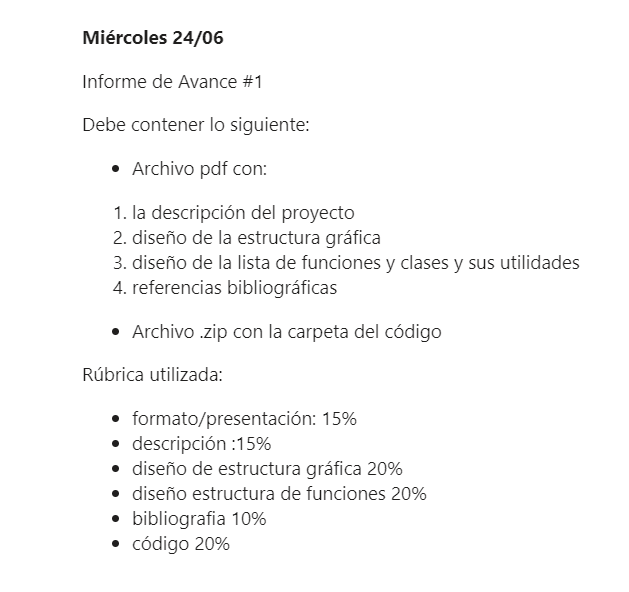 Miércoles 24/06
Informe de Avance #1
Debe contener lo siguiente:
• Archivo pdf con:
1. la descripción del proyecto
2. diseño de la estructura gráfica
3. diseño de la lista de funciones y clases y sus utilidades
4. referencias bibliográficas
• Archivo .zip con la carpeta del código
Rúbrica utilizada:
• formato/presentación: 15%
• descripción :15%
• diseño de estructura gráfica 20%
• diseño estructura de funciones 20%
• bibliografia 10%
• código 20%